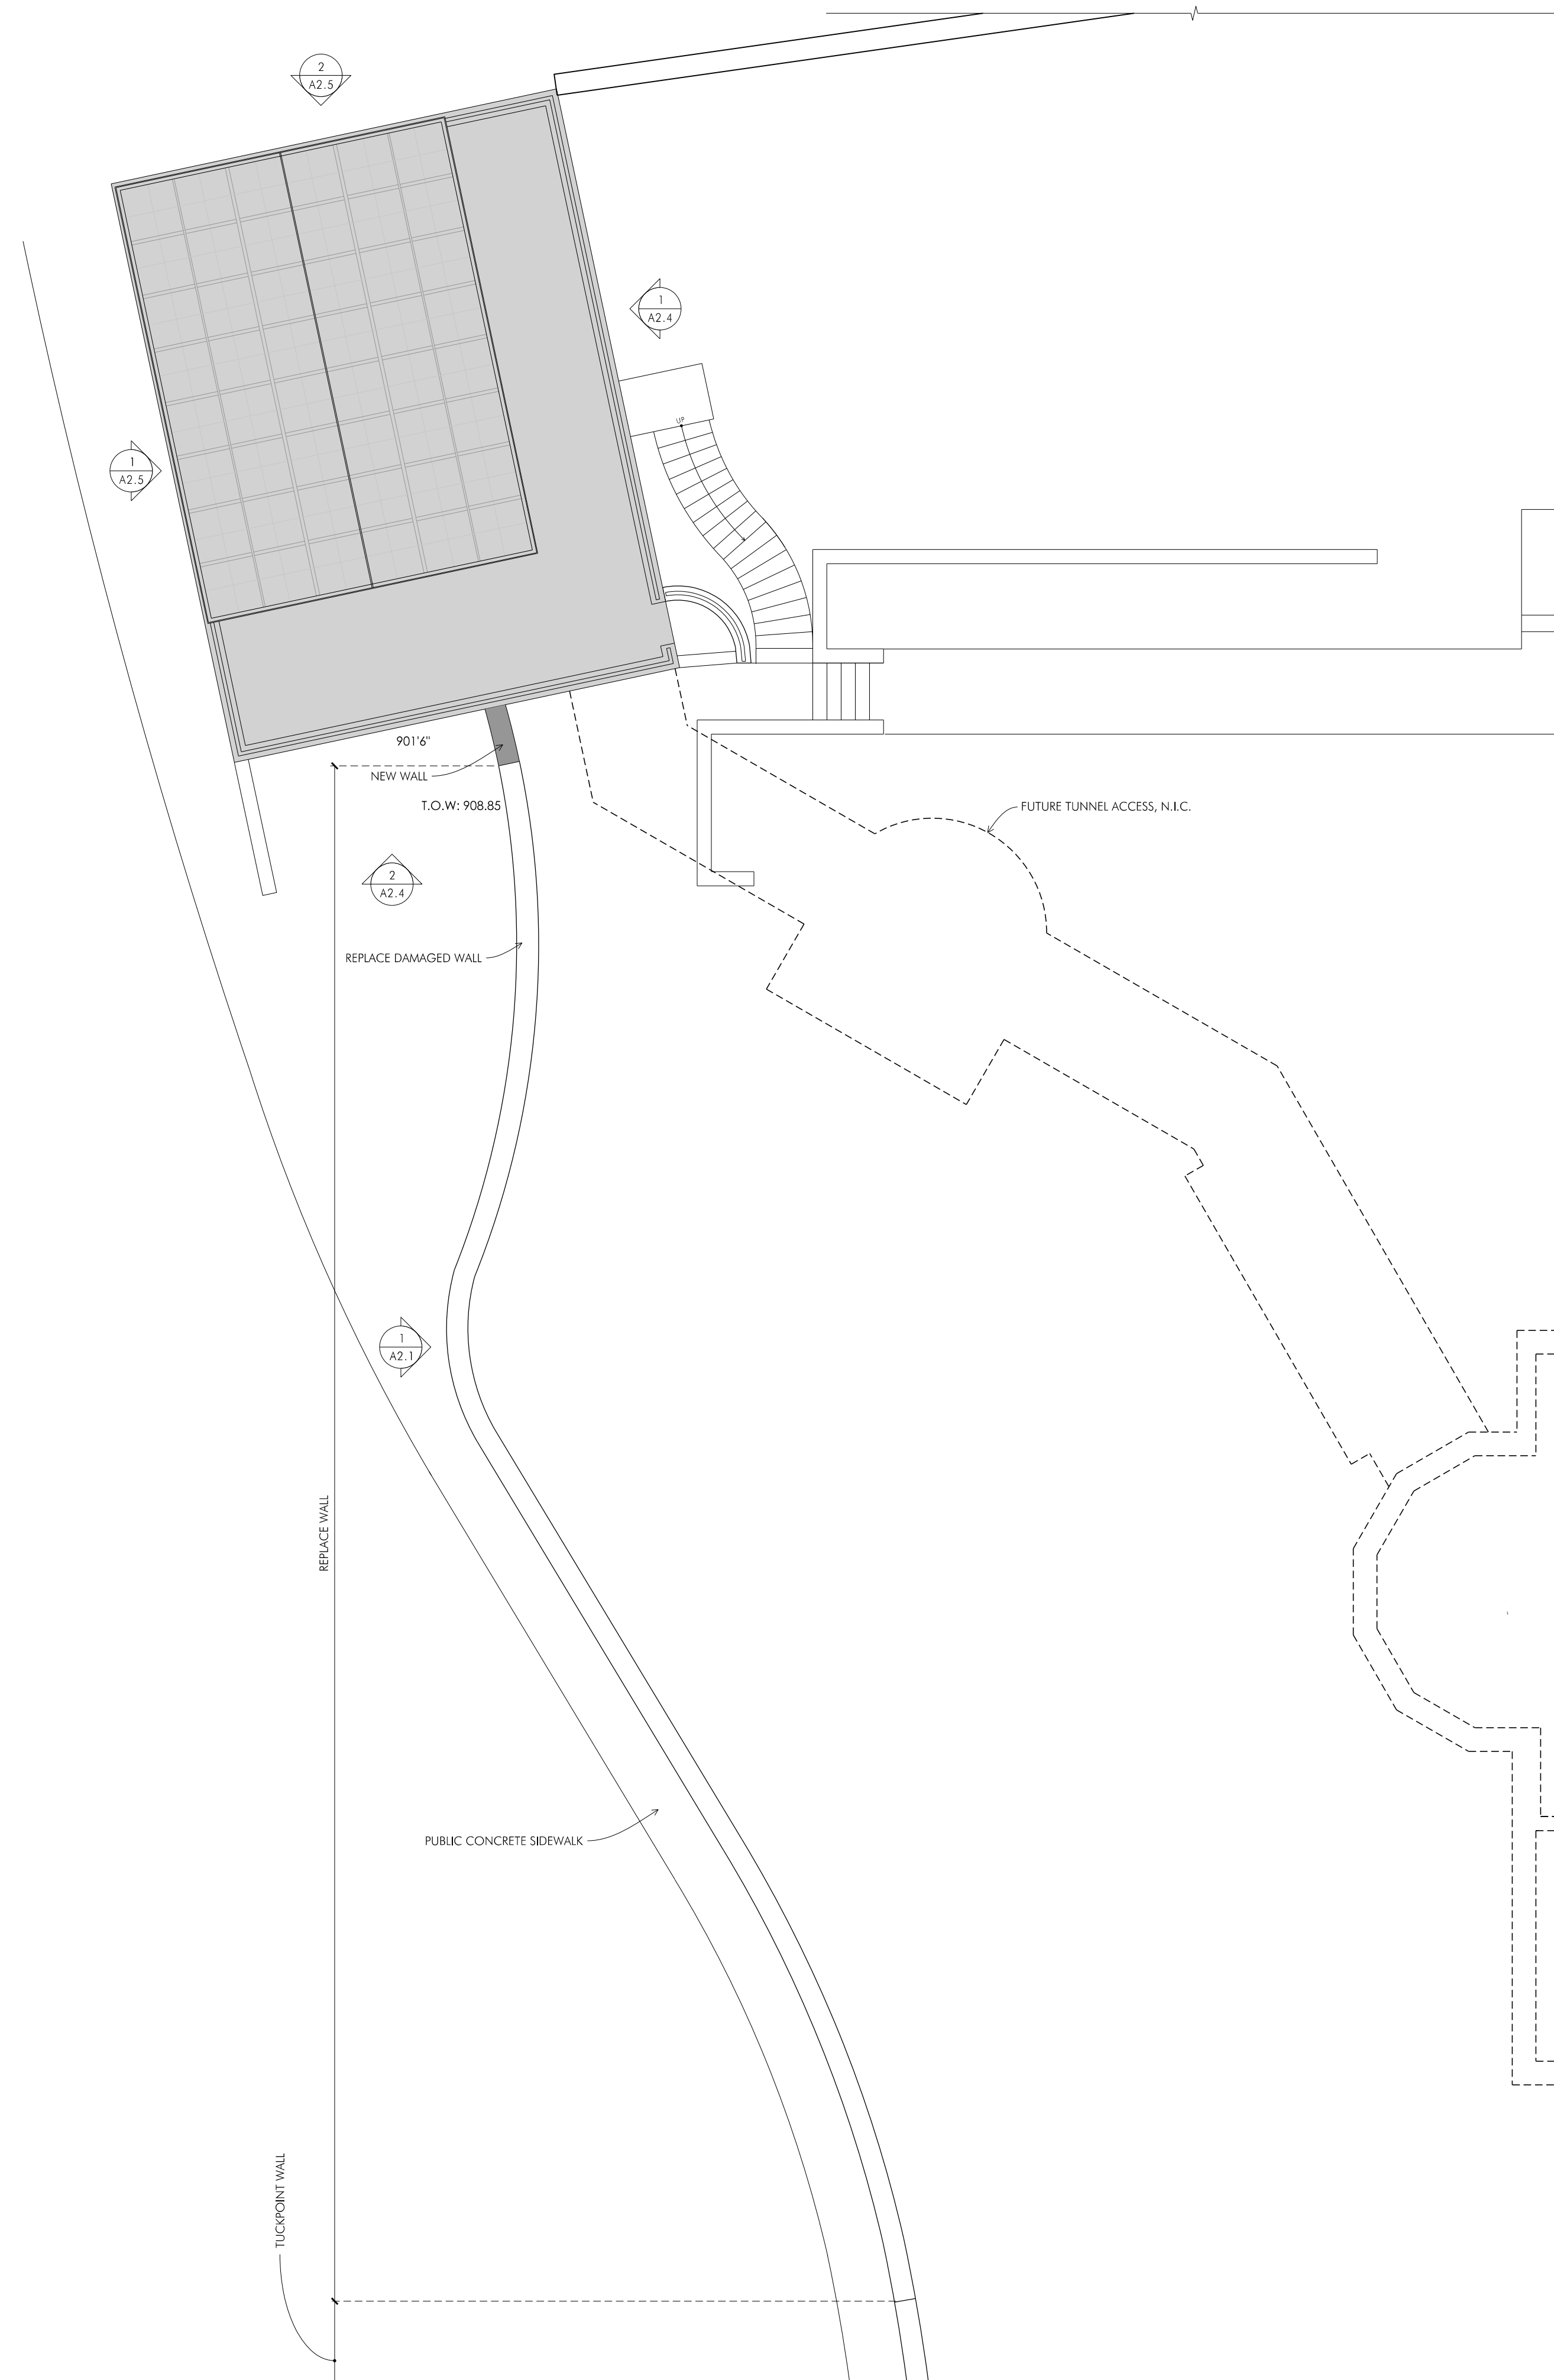 2
A2.5
1
A2.4
UP
1
A2.5
901'6"
NEW WALL
T.O.W: 908.85
FUTURE TUNNEL ACCESS, N.I.C.
2
A2.4
REPLACE DAMAGED WALL
1
A2.1
REPLACE WALL
PUBLIC CONCRETE SIDEWALK
TUCKPOINT WALL